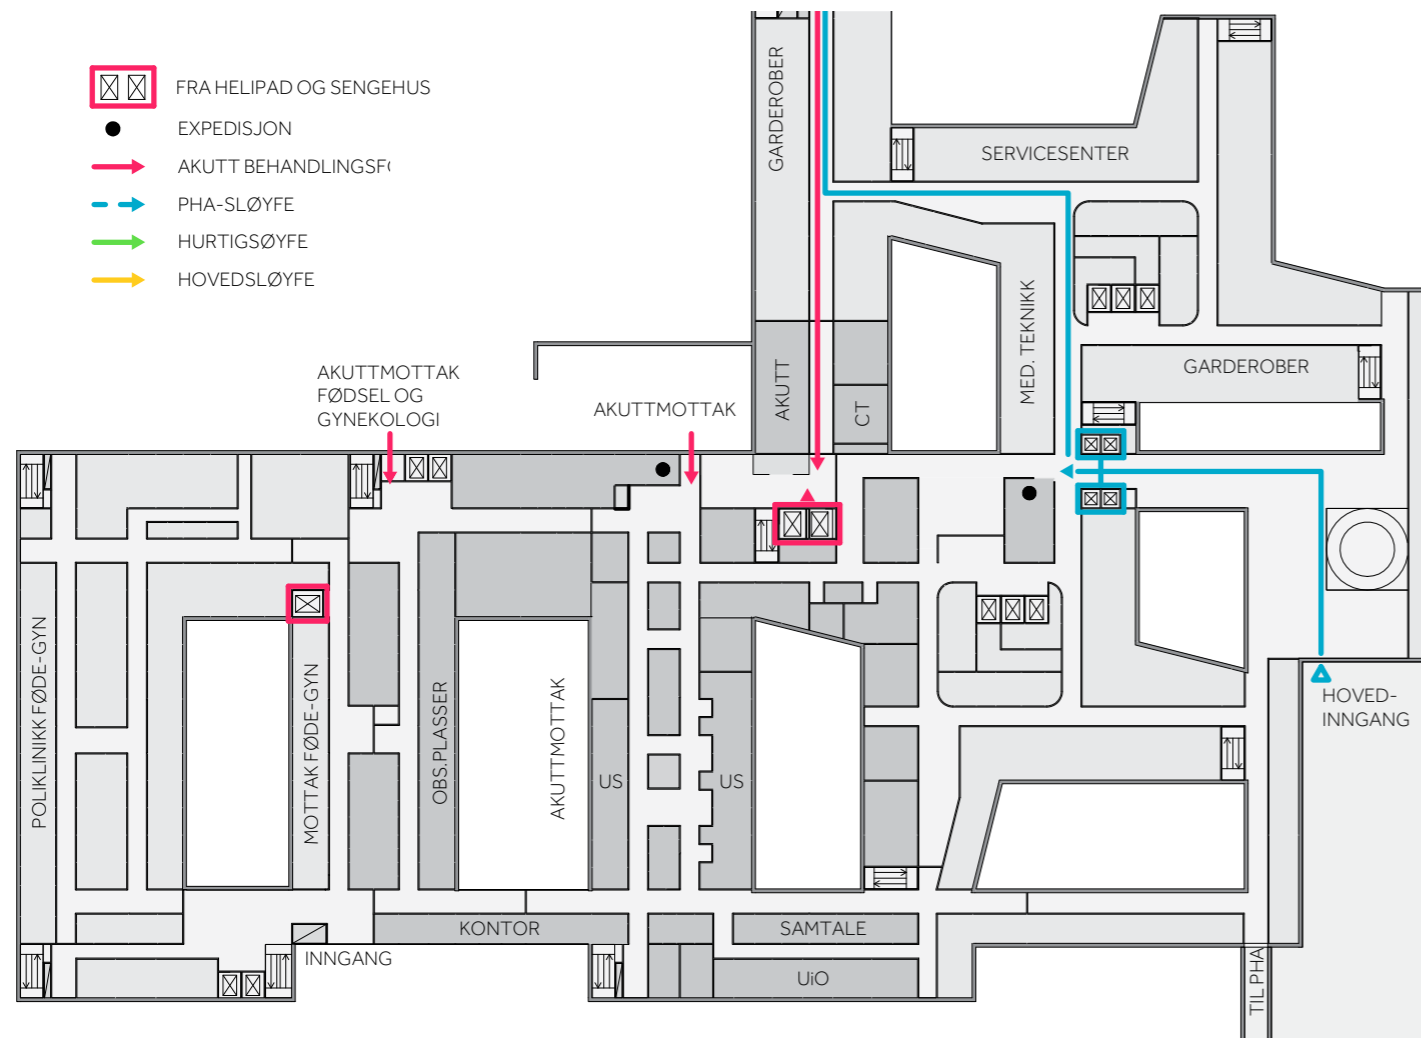 FRA HELIPAD OG SENGEHUS
EXPEDISJON
AKUTT BEHANDLINGSF
PHA-SLØYFE
HURTIGSØYFE
HOVEDSLØYFE
GARDEROBER
SERVICESENTER
MED. TEKNIKK
GARDEROBER
AKUTT
CT
AKUTTMOTTAK
FØDSEL OG
GYNEKOLOGI
AKUTTMOTTAK
POLIKLINIKK FØDE-GYN
MOTTAK FØDE-GYN
OBS.PLASSER
AKUTTMOTTAK
US
US
HOVED-
INNGANG
KONTOR
SAMTALE
INNGANG
UiO
TIL PHA